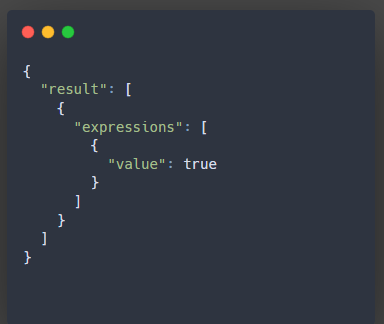 {
  "result": [
    {
      "expressions": [
        {
          "value": true
        }
      ]
    }
  ]
}